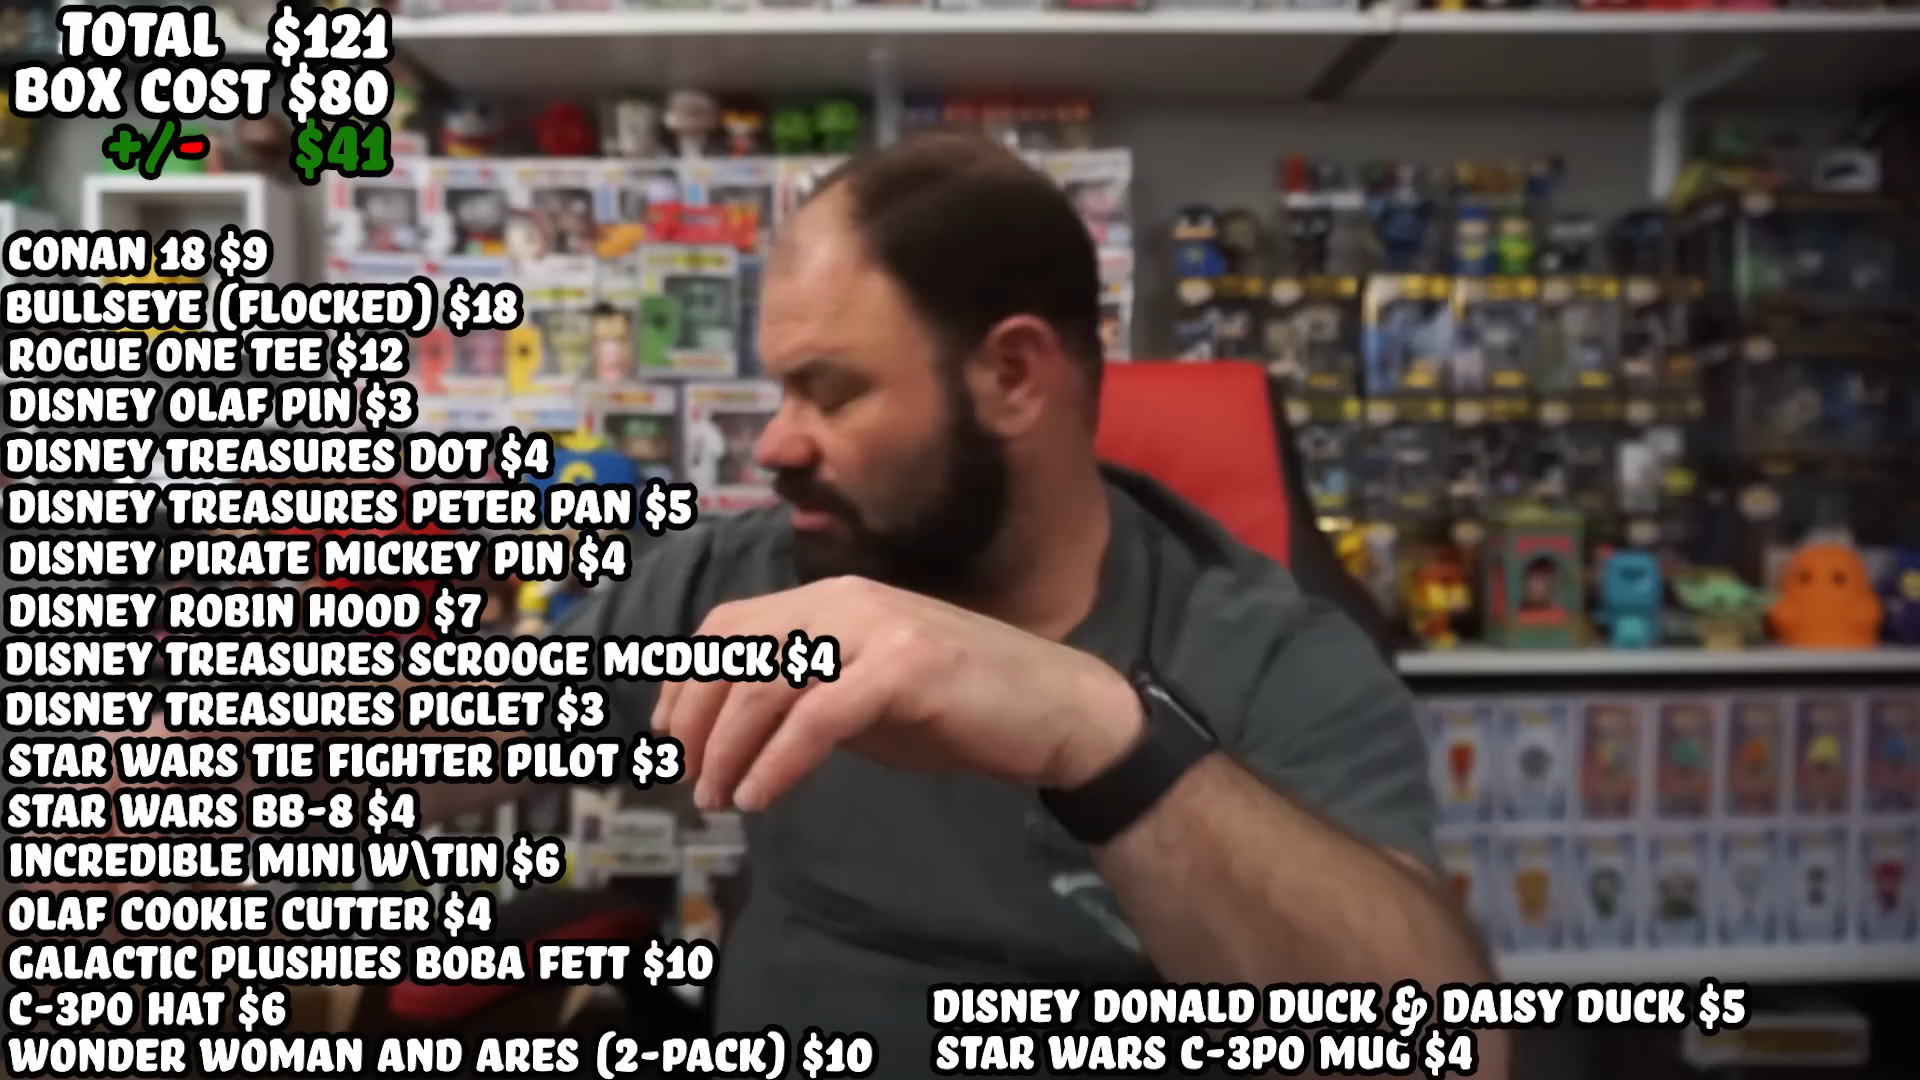 TOTAL $121
BOX COST $80
+/- $41
CONAN 18 $9
BULLSEYE (FLOCKED) $18
ROGUE ONE TEE $12
DISNEY OLAF PIN $3
DISNEY TREASURES DOT $4
DISNEY TREASURES PETER PAN $5
DISNEY PIRATE MICKEY PIN $4
DISNEY ROBIN HOOD $7
DISNEY TREASURES SCROOGE MCDUCK $4
DISNEY TREASURES PIGLET $3
STAR WARS TIE FIGHTER PILOT $3
STAR WARS BB-8 $4
INCREDIBLE MINI W\TIN $6
OLAF COOKIE CUTTER $4
GALACTIC PLUSHIES BOBA FETT $10
C-3PO HAT $6
WONDER WOMAN AND ARES (2-PACK) $10
DISNEY DONALD DUCK & DAISY DUCK $5
STAR WARS C-3PO MUG $4